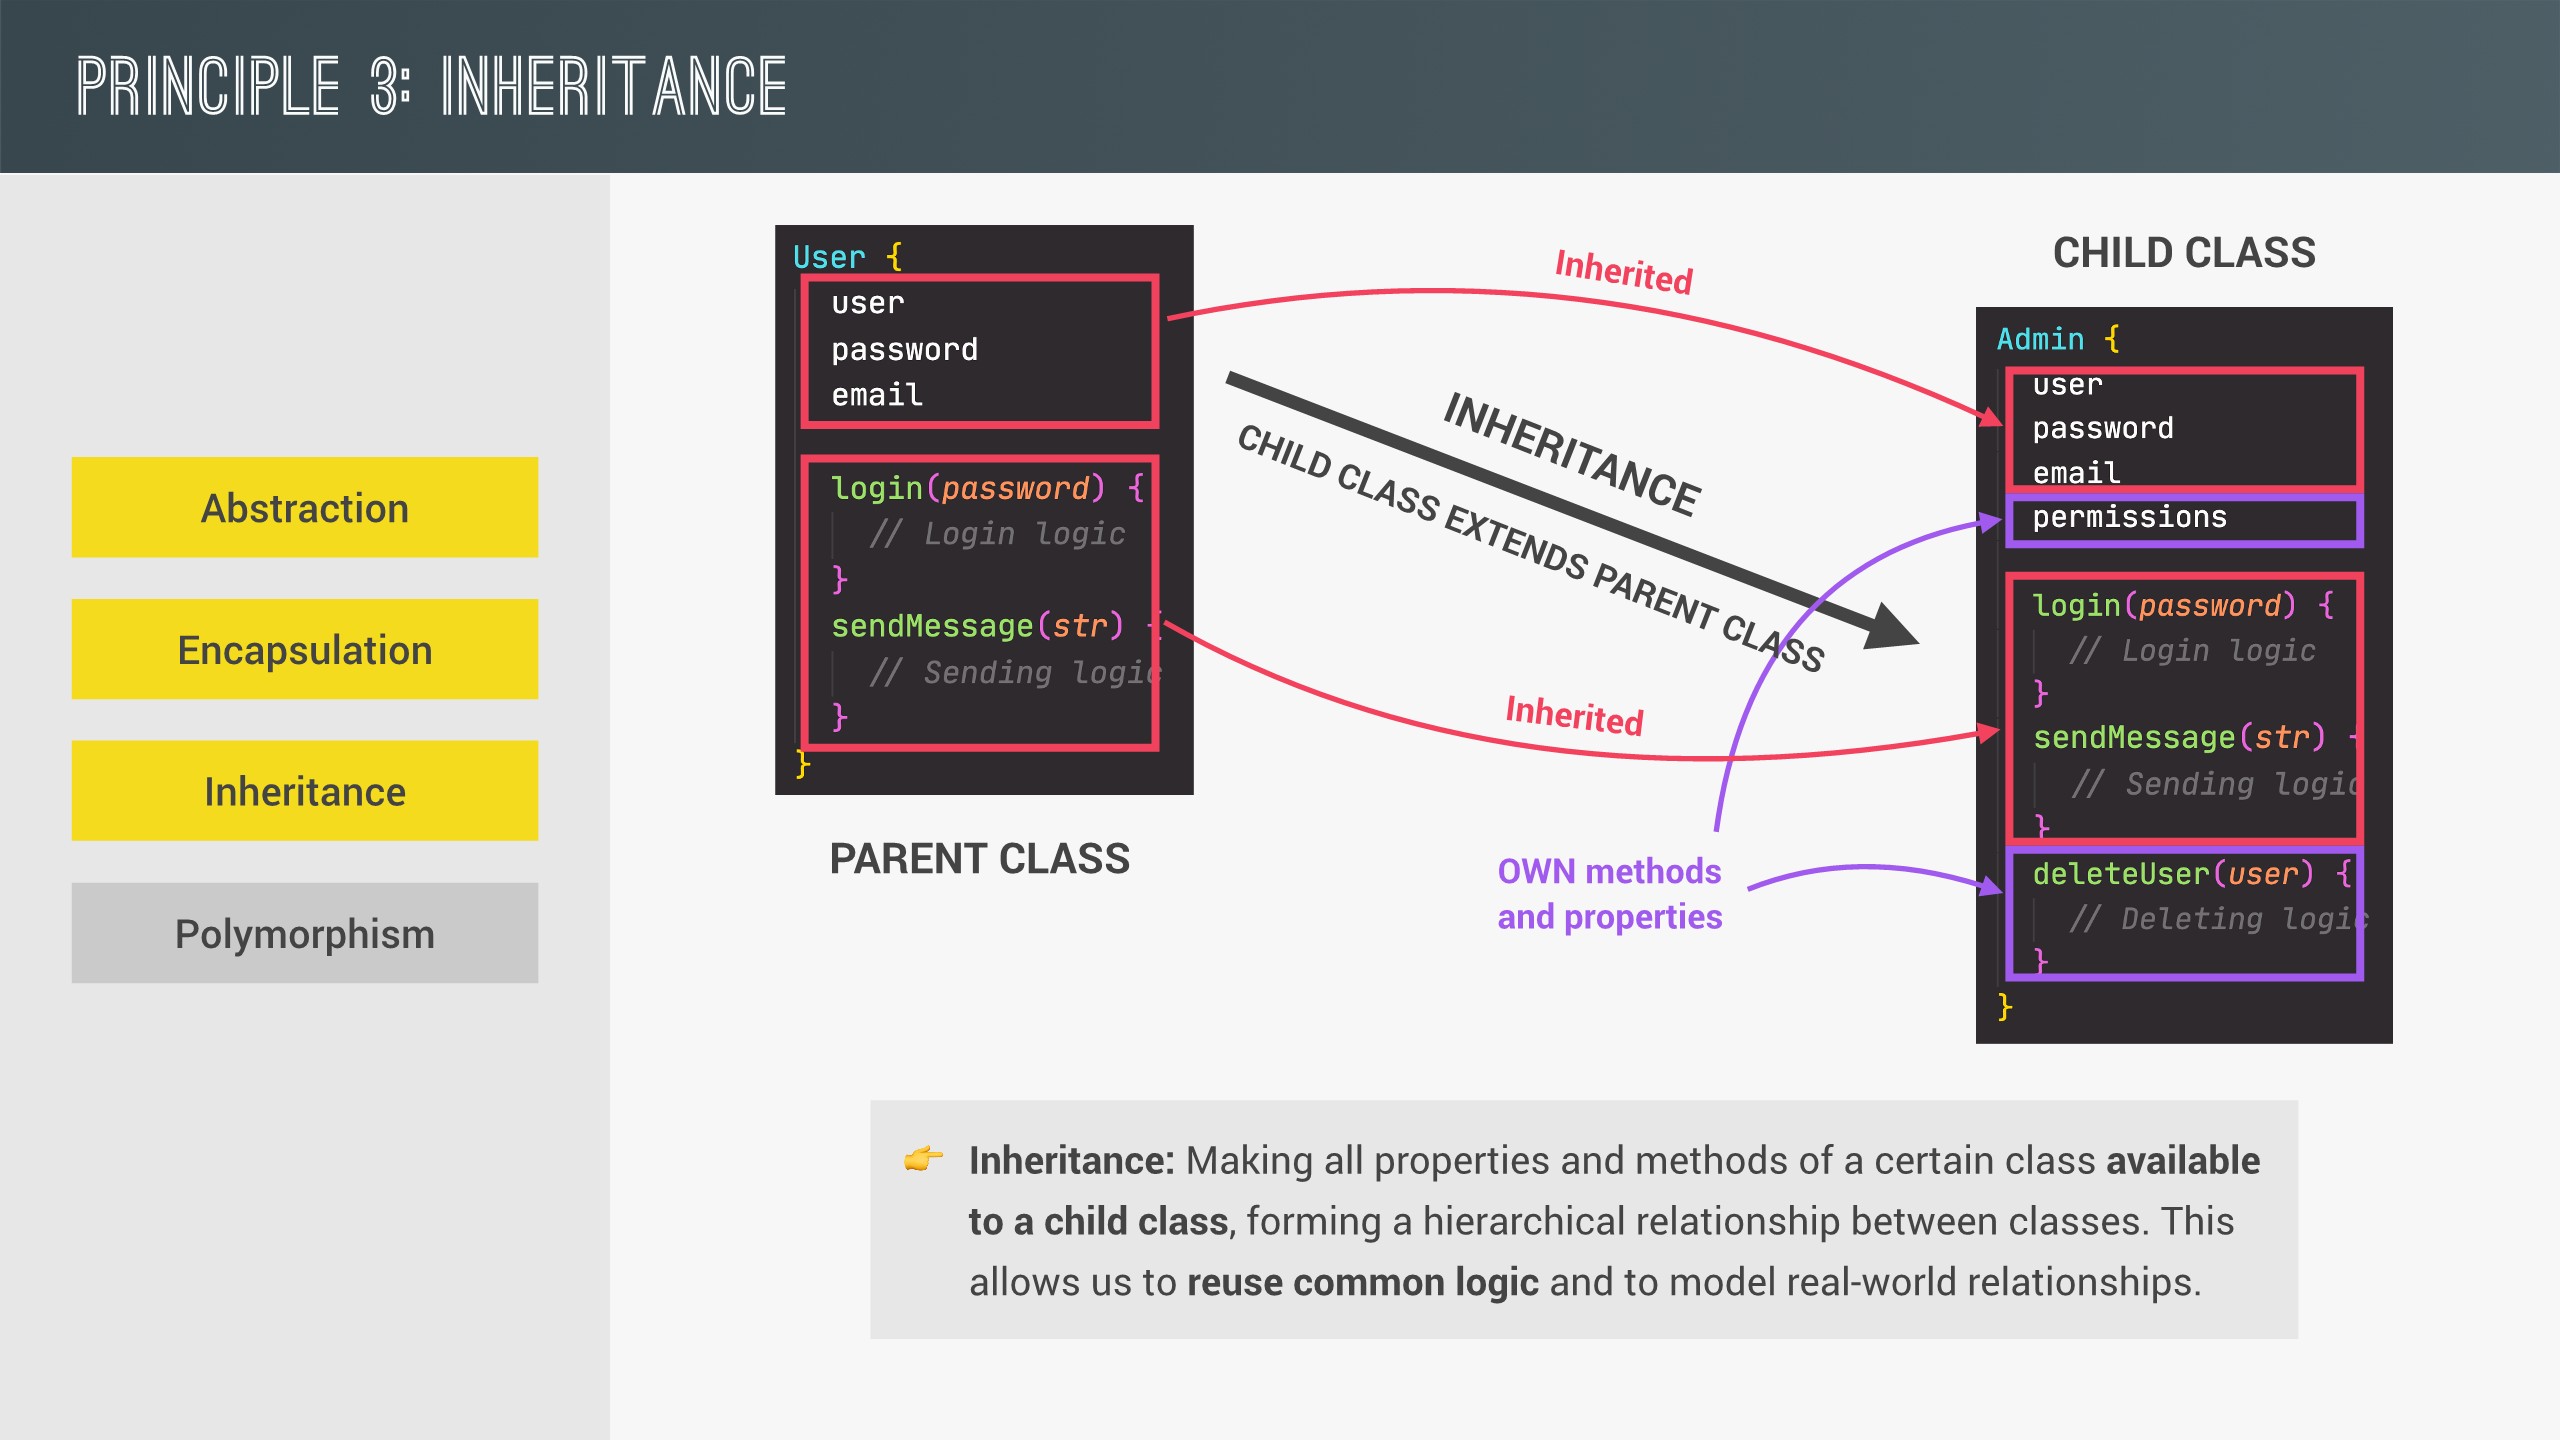 PRINCIPLE 3: INHERITANCE
Abstraction
Encapsulation
Inheritance
Polymorphism
User {
user
password
email
login(password) {
// Login logic
}
sendMessage(str) {
// Sending logic
}
}
PARENT CLASS
Inherited
INHERITANCE
CHILD CLASS EXTENDS PARENT CLASS
Inherited
OWN methods
and properties
CHILD CLASS
Admin {
user
password
email
permissions
login(password) {
// Login logic
}
sendMessage(str) {
// Sending logic
}
deleteUser(user) {
// Deleting logic
}
}
👉 Inheritance: Making all properties and methods of a certain class available
to a child class, forming a hierarchical relationship between classes. This
allows us to reuse common logic and to model real-world relationships.